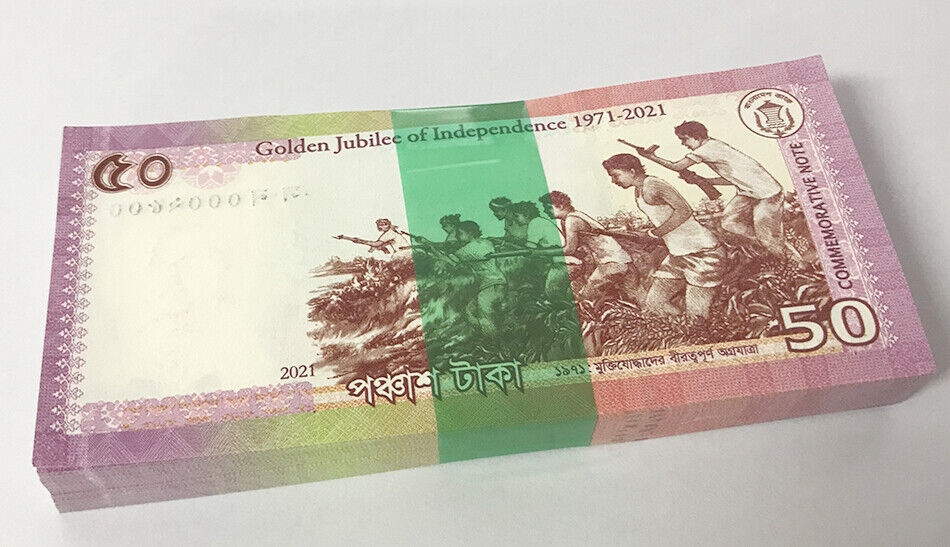 Golden Jubilee of Independence 1971-2021
বাংলাদেশ ব্যাংক
৫০
COMMEMORATIVE NOTE
50
2021
পঞ্চাশ টাকা
১৯৭১: মুক্তিযোদ্ধাদের বীরত্বপূর্ণ অগ্রযাত্রা